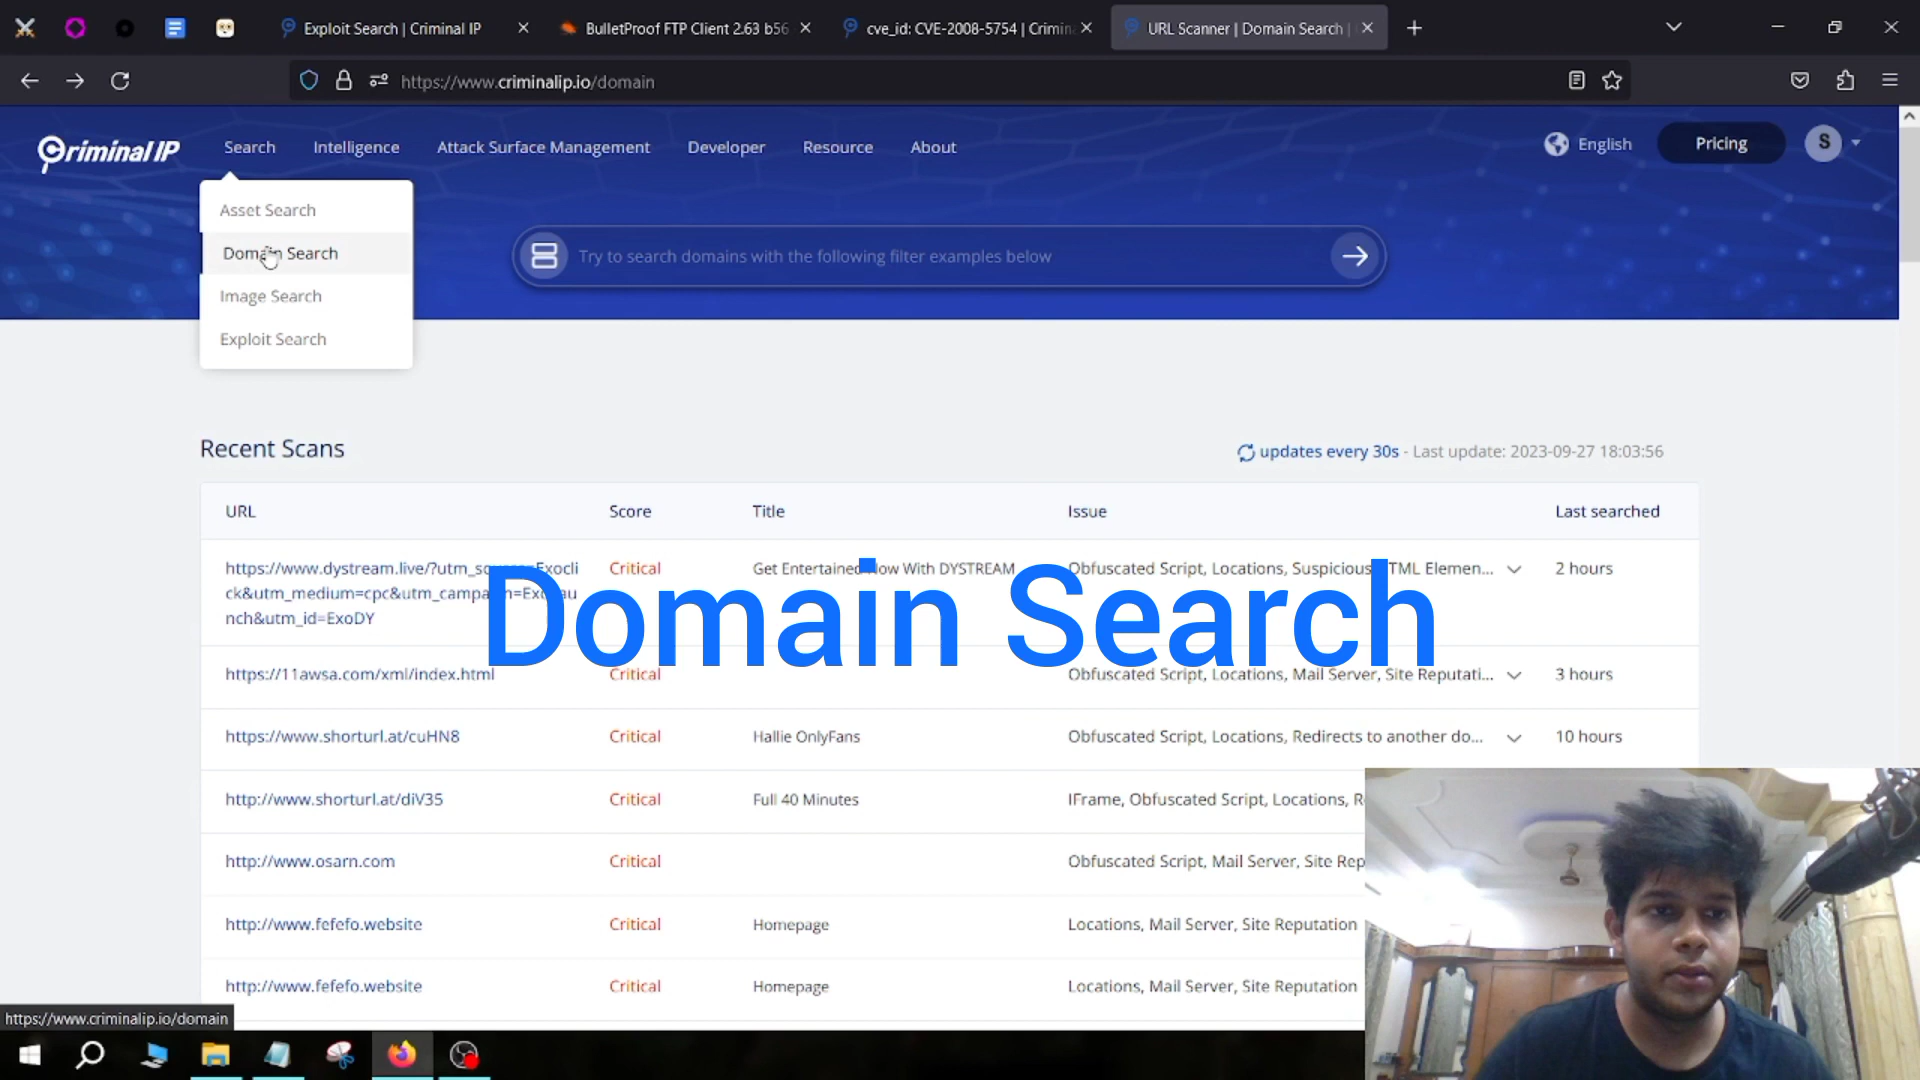 Exploit Search | Criminal IP
BulletProof FTP Client 2.63 b56
cve_id: CVE-2008-5754 | Crimin
URL Scanner | Domain Search |
https://www.criminalip.io/domain
Criminal IP
Search
Intelligence
Attack Surface Management
Developer
Resource
About
English
Pricing
S
Asset Search
Domain Search
Image Search
Exploit Search
Try to search domains with the following filter examples below
Recent Scans
updates every 30s - Last update: 2023-09-27 18:03:56
URL Score Title Issue Last searched
https://www.dystream.live/?utm_source=Exocli Critical Get Entertained Now With DYSTREAM Obfuscated Script, Locations, Suspicious HTML Elemen... 2 hours
ck&utm_medium=cpc&utm_campaign=ExoLau
nch&utm_id=ExoDY
Domain Search
https://11awsa.com/xml/index.html Critical Obfuscated Script, Locations, Mail Server, Site Reputati... 3 hours
https://www.shorturl.at/cuHN8 Critical Hallie OnlyFans Obfuscated Script, Locations, Redirects to another do... 10 hours
http://www.shorturl.at/diV35 Critical Full 40 Minutes IFrame, Obfuscated Script, Locations, R
http://www.osarn.com Critical Obfuscated Script, Mail Server, Site Rep
http://www.fefefo.website Critical Homepage Locations, Mail Server, Site Reputation
http://www.fefefo.website Critical Homepage Locations, Mail Server, Site Reputation
https://www.criminalip.io/domain